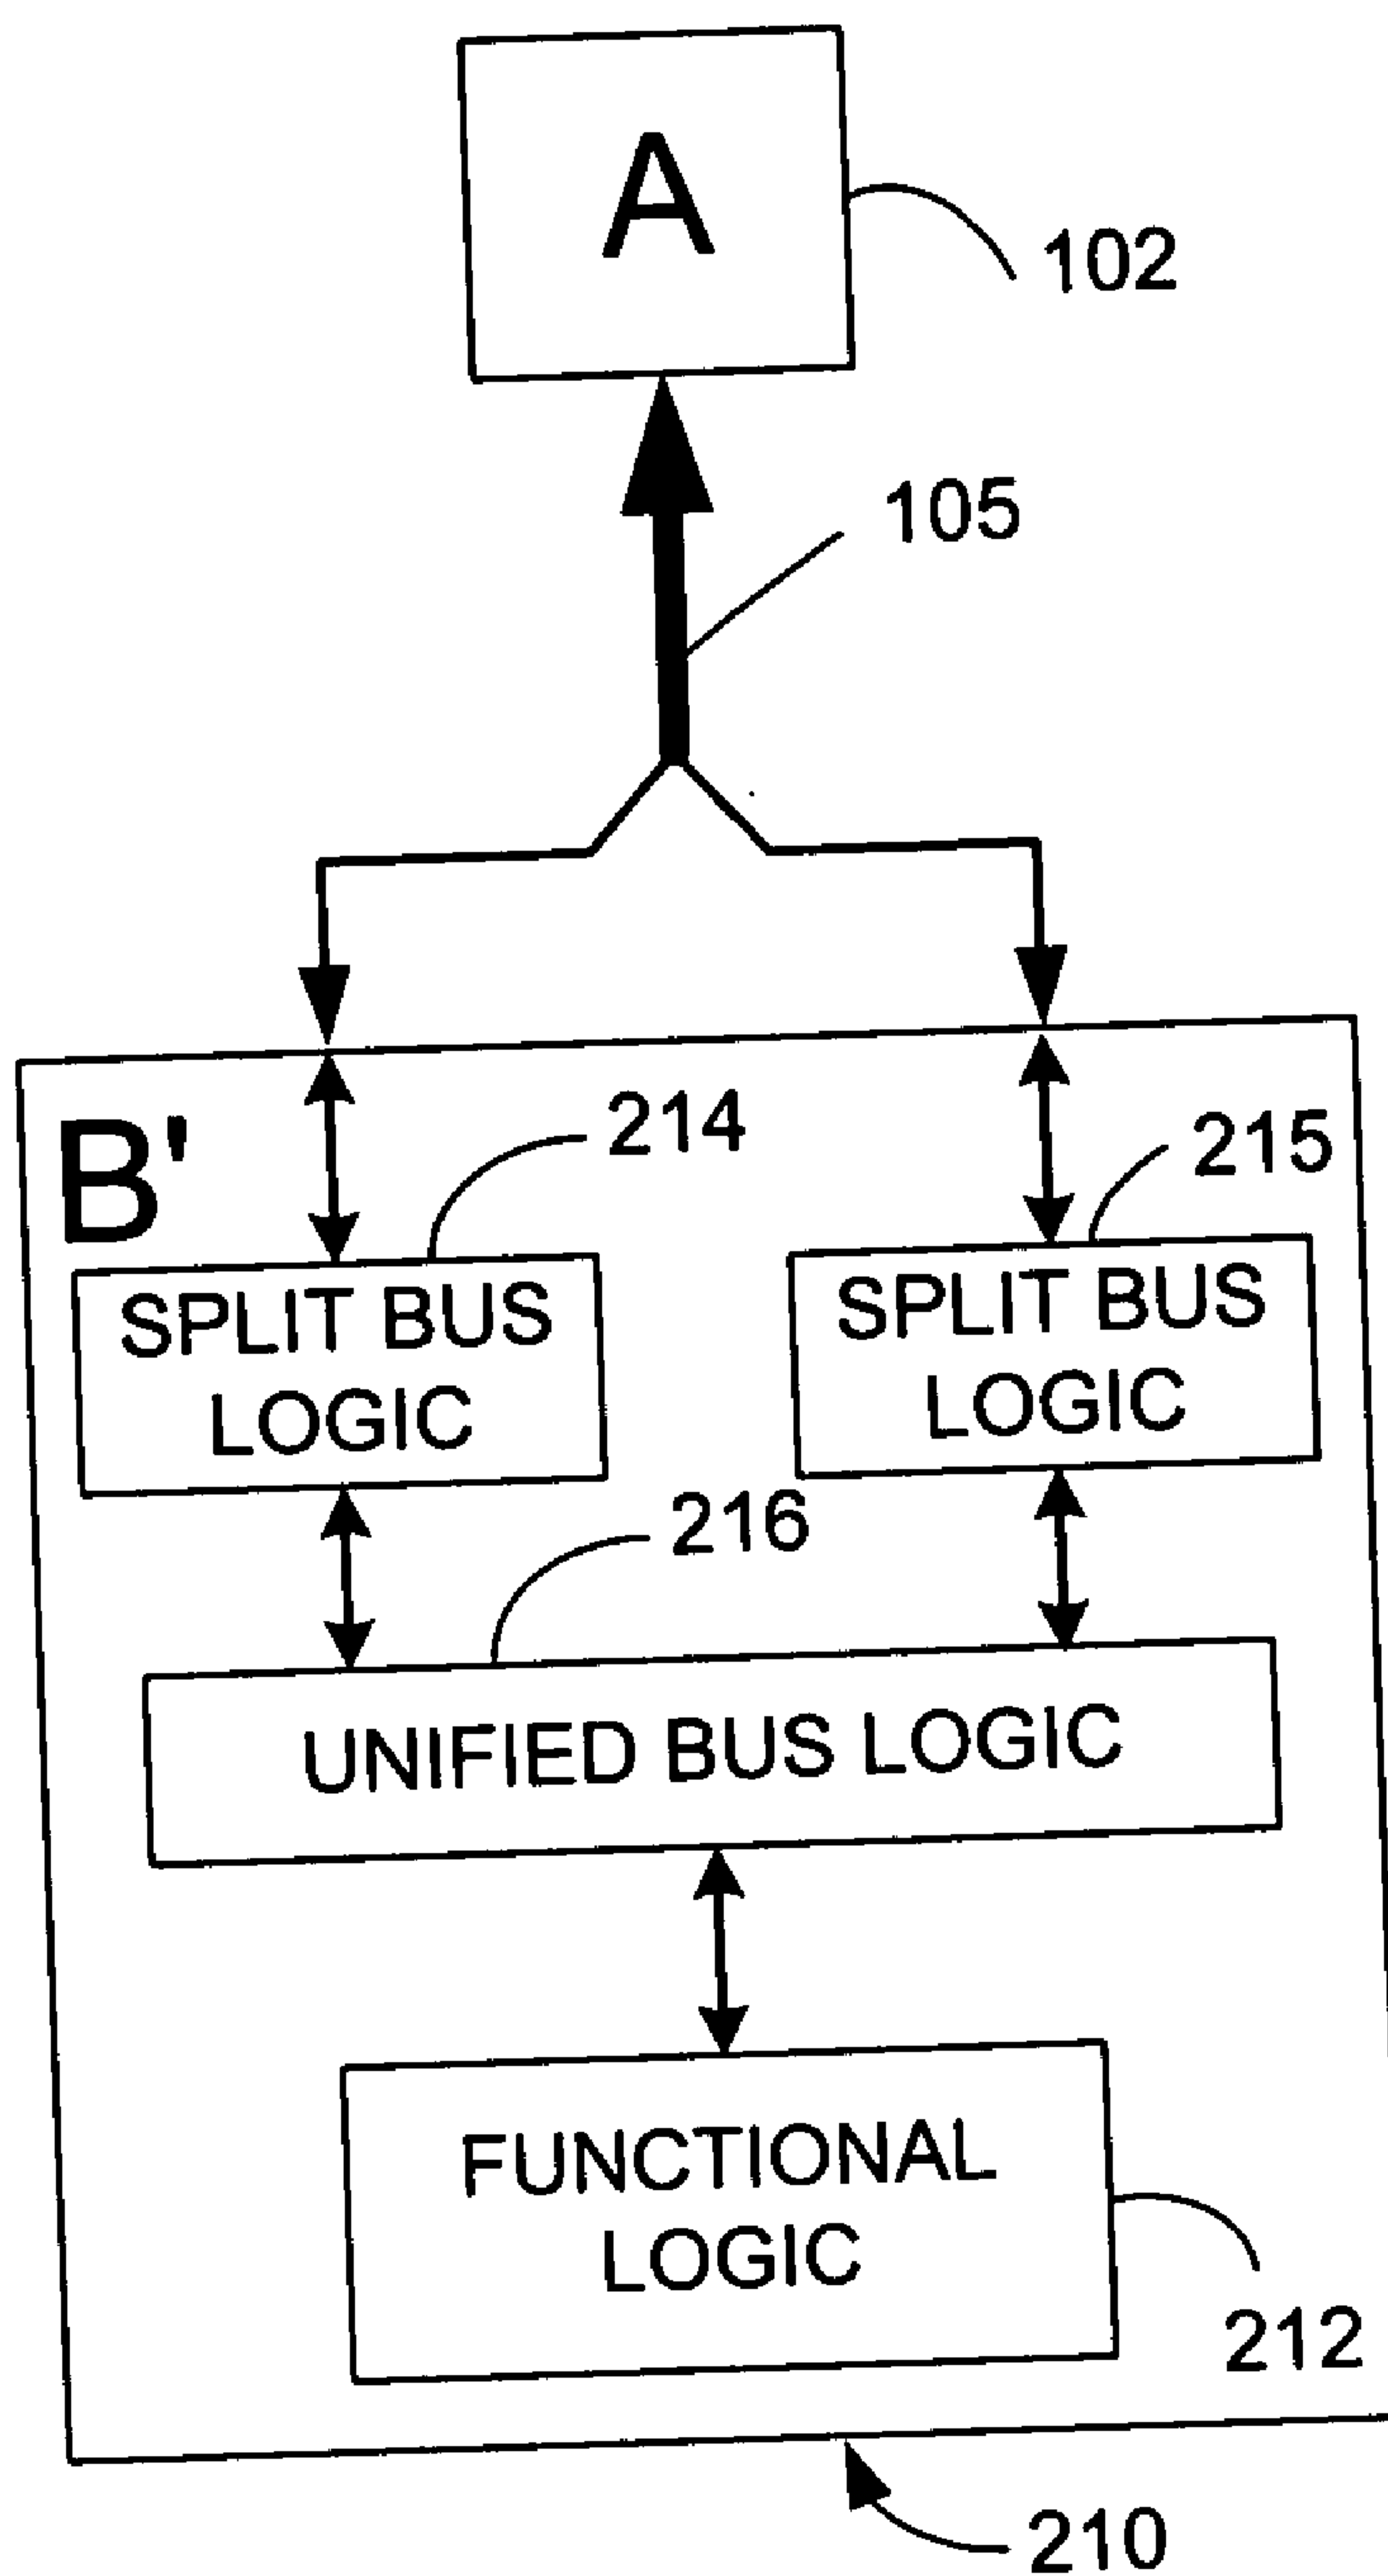 A
102
105
B'
214
215
SPLIT BUS
LOGIC
SPLIT BUS
LOGIC
216
UNIFIED BUS LOGIC
FUNCTIONAL
LOGIC
212
210